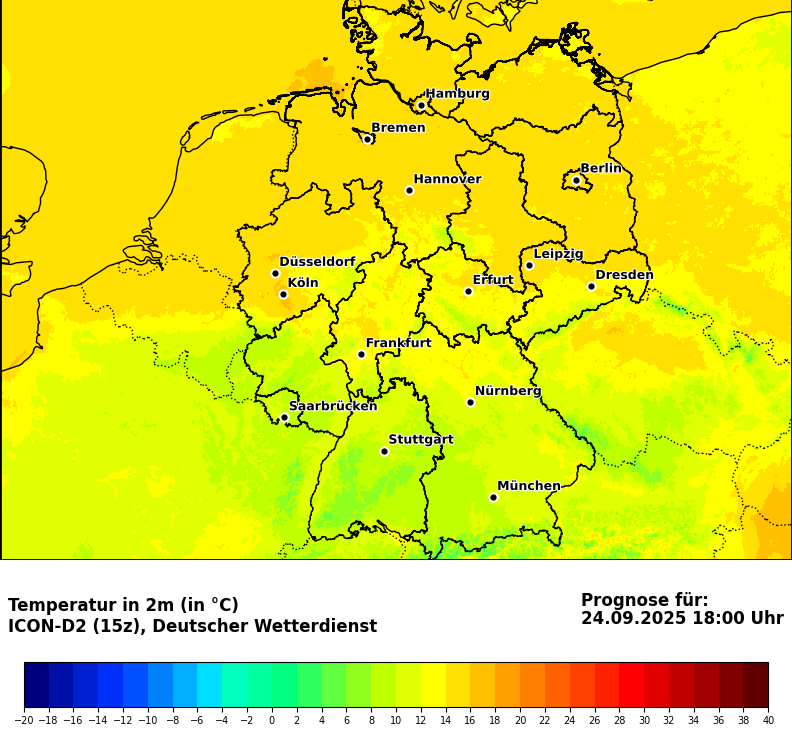 Hamburg
Bremen
Berlin
Hannover
Leipzig
Düsseldorf
Dresden
Erfurt
Köln
Frankfurt
Nürnberg
Saarbrücken
Stuttgart
München
Temperatur in 2m (in °C)
ICON-D2 (15z), Deutscher Wetterdienst
Prognose für:
24.09.2025 18:00 Uhr
−20 −18 −16 −14 −12 −10 −8 −6 −4 −2 0 2 4 6 8 10 12 14 16 18 20 22 24 26 28 30 32 34 36 38 40